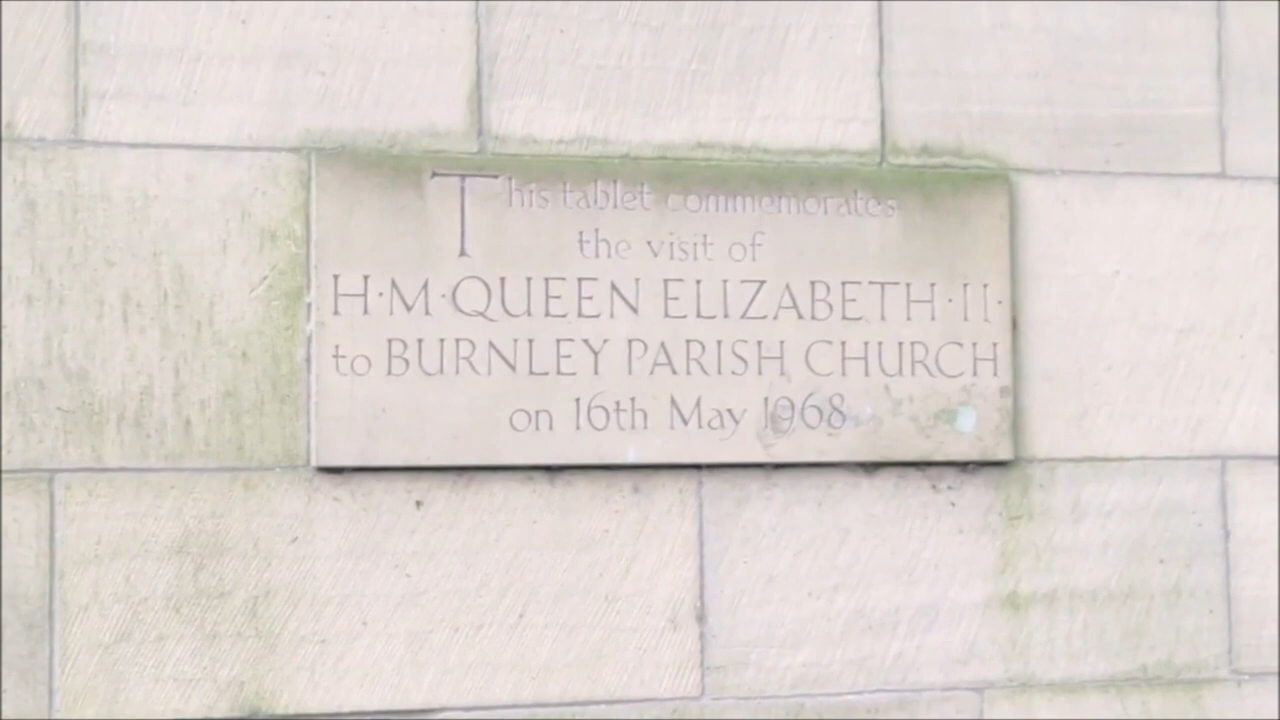 This tablet commemorates
the visit of
H·M·QUEEN ELIZABETH·II·
to BURNLEY PARISH CHURCH
on 16th May 1968